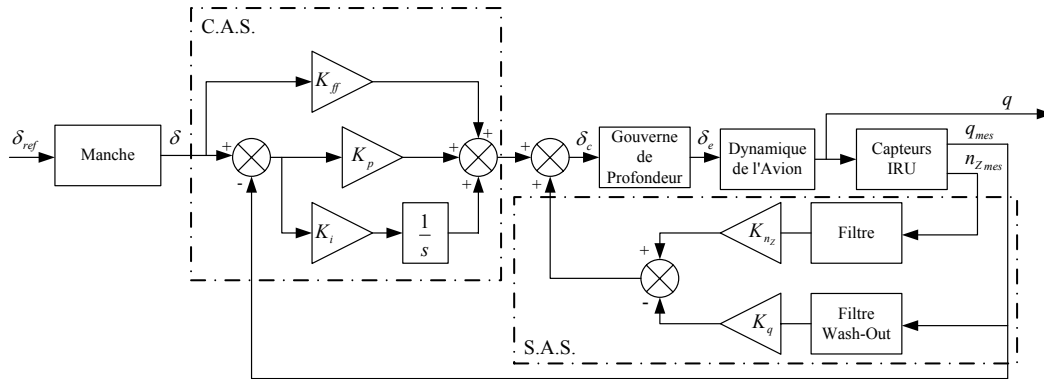 C.A.S.
K_ff
δ_ref
Manche
δ
+
-
K_p
K_i
1/s
+
+
+
+
+
δ_c
Gouverne
de
Profondeur
δ_e
Dynamique
de l'Avion
q
Capteurs
IRU
q_mes
n_Z mes
K_nZ
Filtre
+
-
K_q
Filtre
Wash-Out
S.A.S.